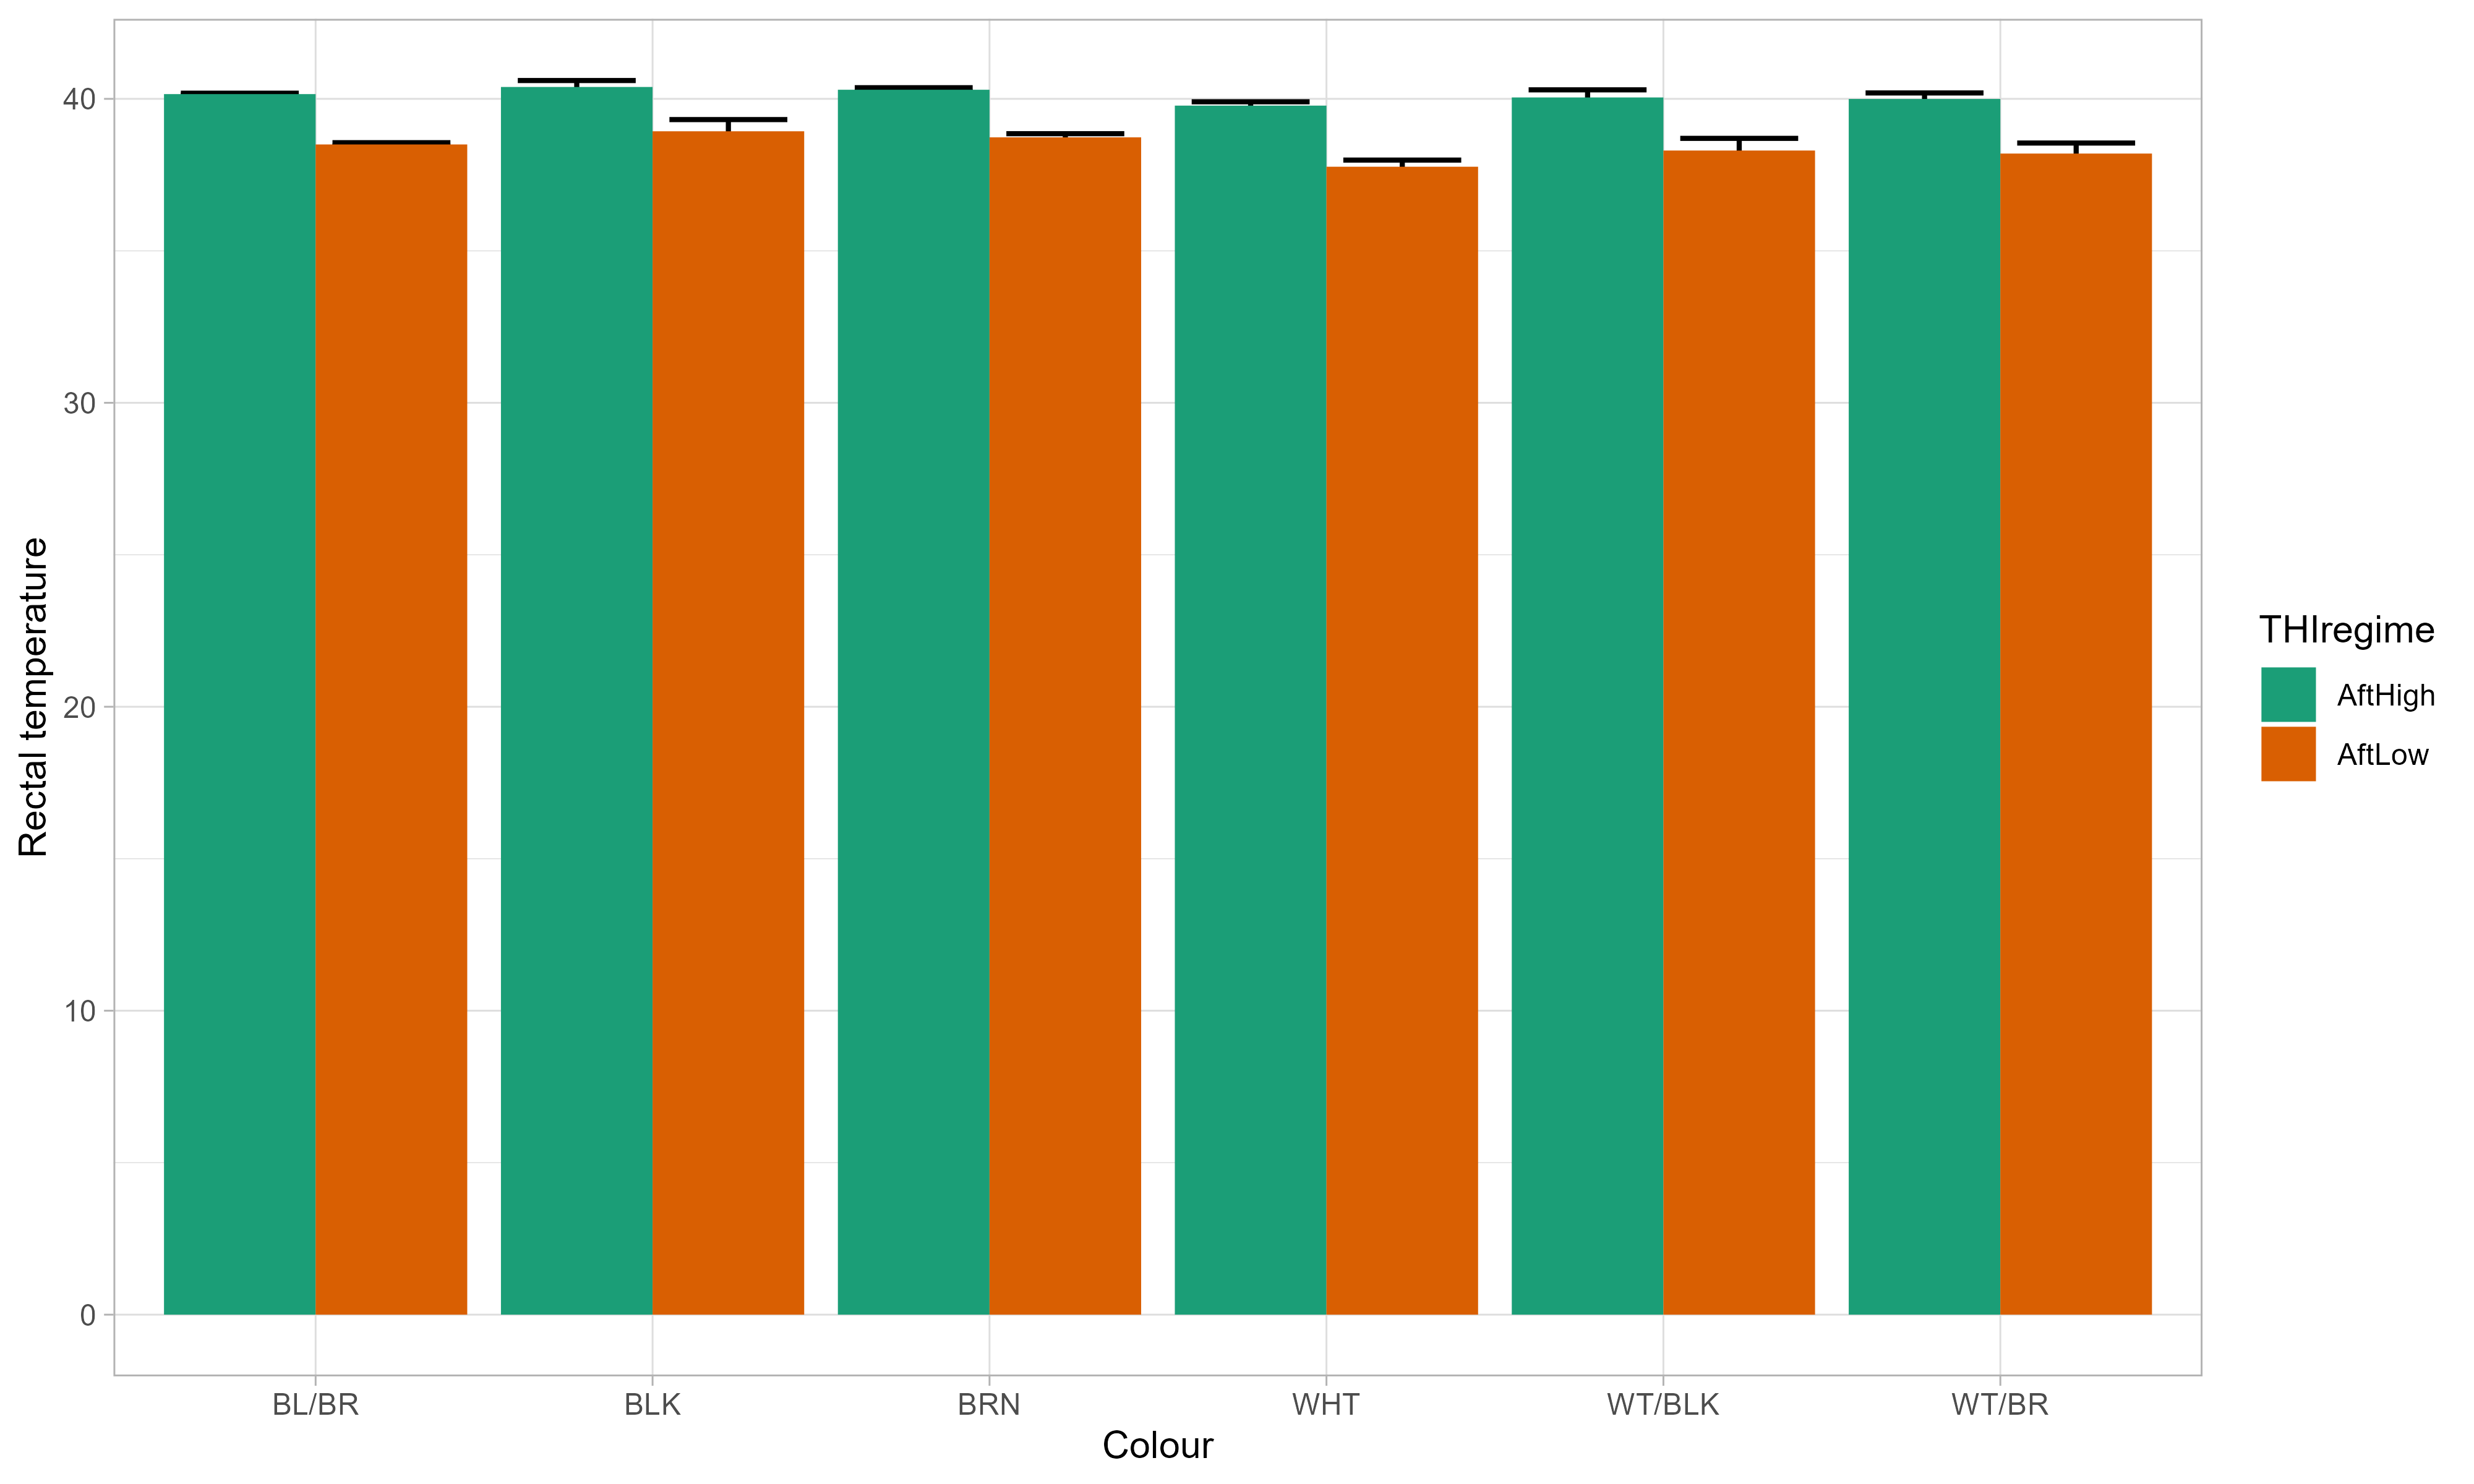 40
30
20
10
0
Rectal temperature
BL/BR
BLK
BRN
WHT
WT/BLK
WT/BR
Colour
THIregime
AftHigh
AftLow